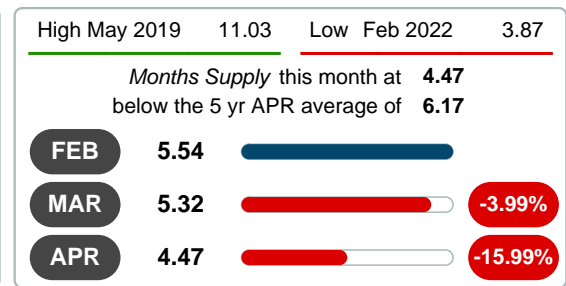 High May 2019 11.03 Low Feb 2022 3.87
Months Supply this month at 4.47
below the 5 yr APR average of 6.17
FEB 5.54
MAR 5.32 -3.99%
APR 4.47 -15.99%